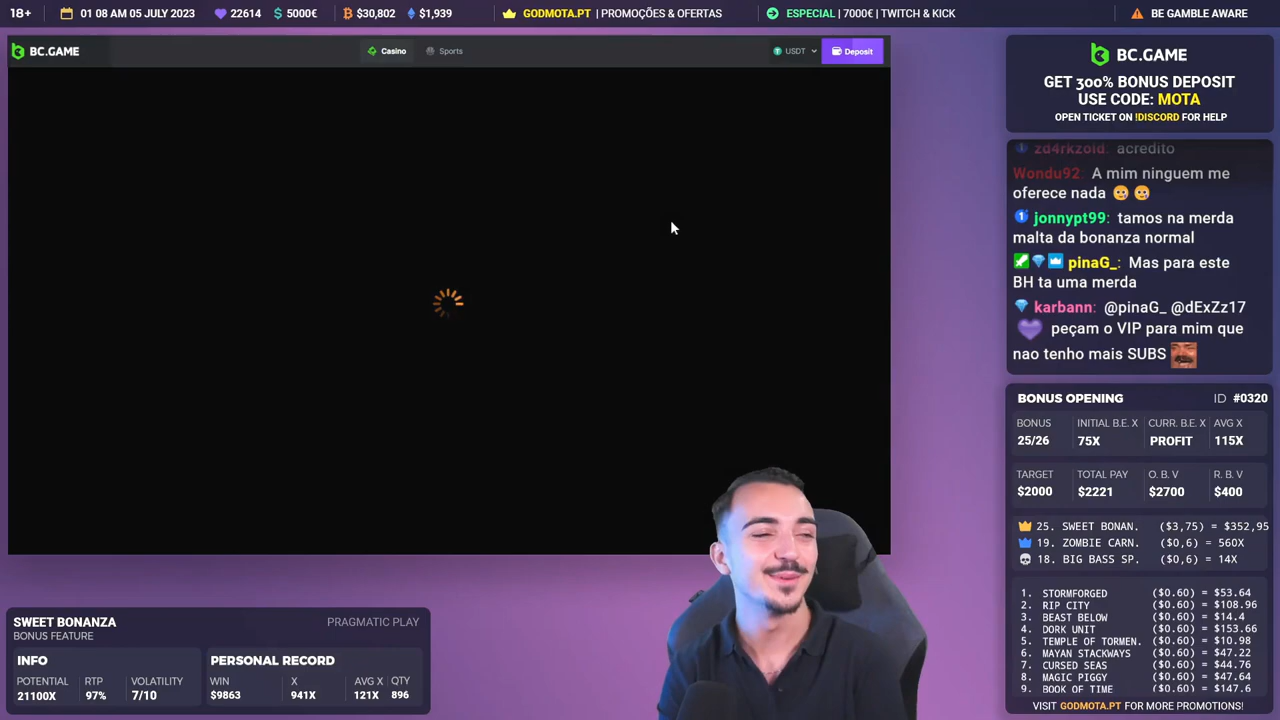 18+ 01 08 AM 05 JULY 2023 22614 5000€ $30,802 $1,939 GODMOTA.PT | PROMOÇÕES & OFERTAS ESPECIAL | 7000€ | TWITCH & KICK BE GAMBLE AWARE
BC.GAME Casino Sports USDT Deposit
BC.GAME
GET 300% BONUS DEPOSIT
USE CODE: MOTA
OPEN TICKET ON !DISCORD FOR HELP
zd4rkzold: acredito
Wondu92: A mim ninguem me
oferece nada
jonnypt99: tamos na merda
malta da bonanza normal
pinaG_: Mas para este
BH ta uma merda
karbann: @pinaG_ @dExZz17
peçam o VIP para mim que
nao tenho mais SUBS
BONUS OPENING ID #0320
BONUS INITIAL B.E. X CURR. B.E. X AVG X
25/26 75X PROFIT 115X
TARGET TOTAL PAY O. B. V R. B. V
$2000 $2221 $2700 $400
25. SWEET BONAN. ($3,75) = $352,95
19. ZOMBIE CARN. ($0,6) = 560X
18. BIG BASS SP. ($0,6) = 14X
1. STORMFORGED ($0.60) = $53.64
2. RIP CITY ($0.60) = $108.96
3. BEAST BELOW ($0.60) = $14.4
4. DORK UNIT ($0.60) = $153.66
5. TEMPLE OF TORMEN. ($0.60) = $10.98
6. MAYAN STACKWAYS ($0.60) = $47.22
7. CURSED SEAS ($0.60) = $44.76
8. MAGIC PIGGY ($0.60) = $47.64
9. BOOK OF TIME ($0.60) = $147.6
VISIT GODMOTA.PT FOR MORE PROMOTIONS!
SWEET BONANZA PRAGMATIC PLAY
BONUS FEATURE
INFO PERSONAL RECORD
POTENTIAL RTP VOLATILITY WIN X AVG X QTY
21100X 97% 7/10 $9863 941X 121X 896